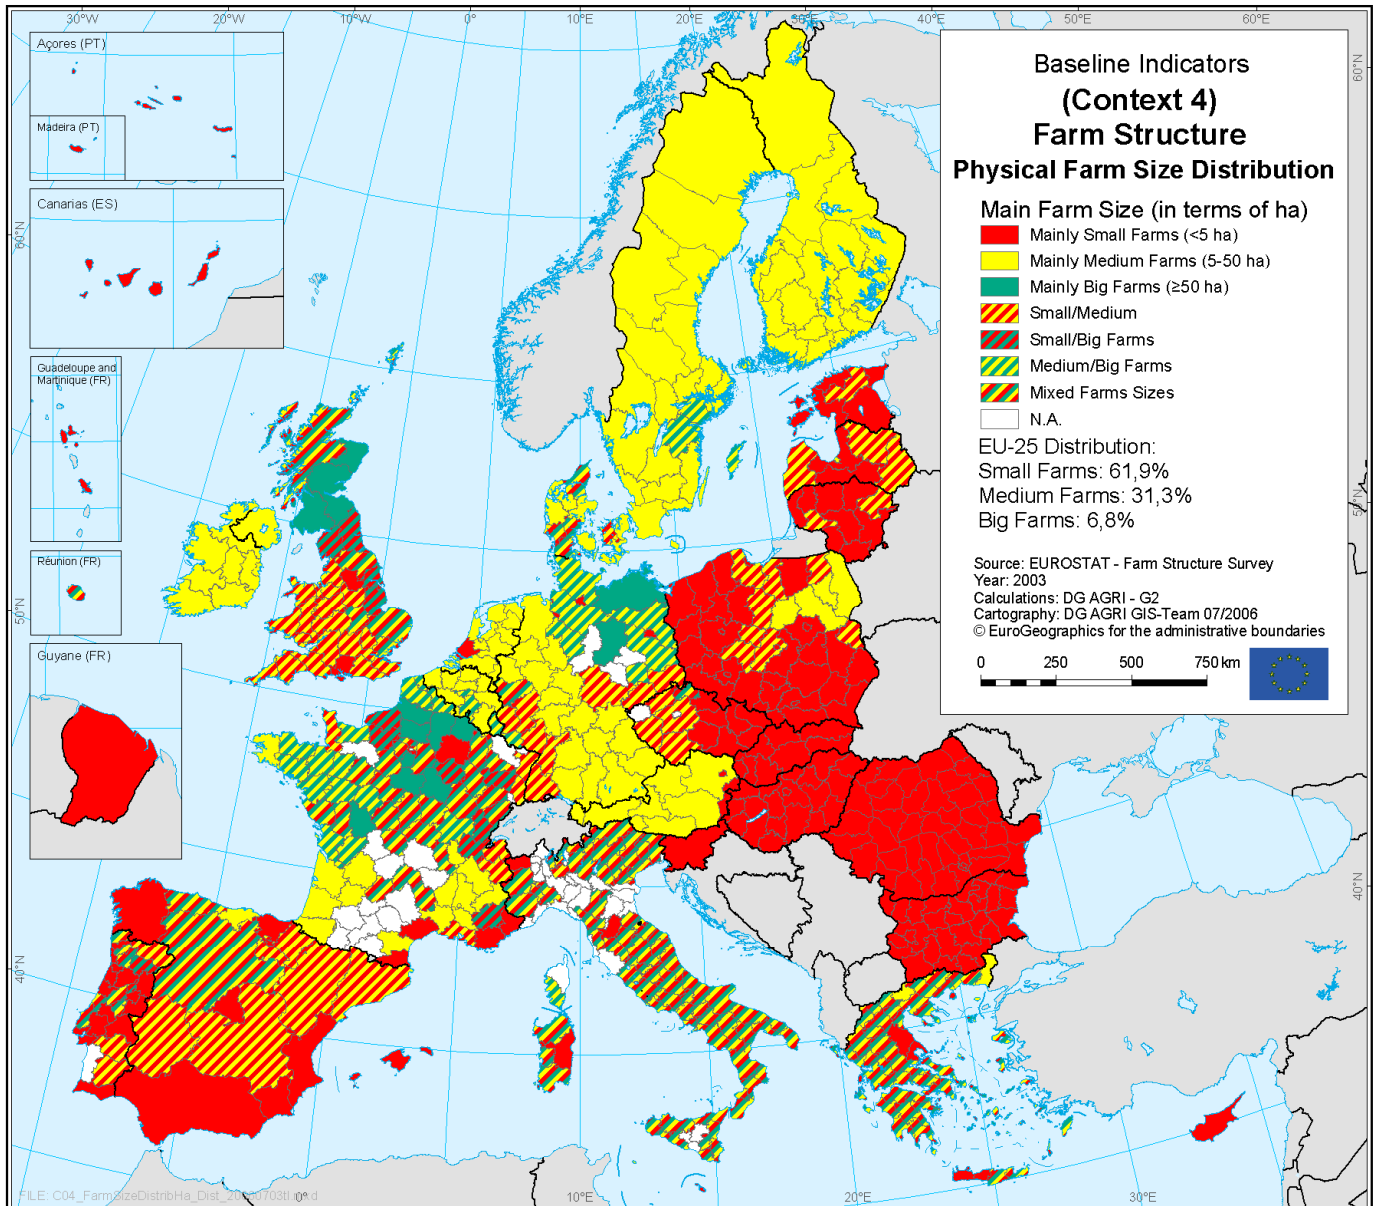 30°W
20°W
10°W
0°
10°E
20°E
30°E
40°E
50°E
60°E
Açores (PT)
Madeira (PT)
Canarias (ES)
Guadeloupe and
Martinique (FR)
Réunion (FR)
Guyane (FR)
60°N
50°N
40°N
Baseline Indicators
(Context 4)
Farm Structure
Physical Farm Size Distribution
Main Farm Size (in terms of ha)
Mainly Small Farms (<5 ha)
Mainly Medium Farms (5-50 ha)
Mainly Big Farms (≥50 ha)
Small/Medium
Small/Big Farms
Medium/Big Farms
Mixed Farms Sizes
N.A.
EU-25 Distribution:
Small Farms: 61,9%
Medium Farms: 31,3%
Big Farms: 6,8%
Source: EUROSTAT - Farm Structure Survey
Year: 2003
Calculations: DG AGRI - G2
Cartography: DG AGRI GIS-Team 07/2006
© EuroGeographics for the administrative boundaries
0 250 500 750 km
60°N
50°N
40°N
0°
10°E
20°E
30°E